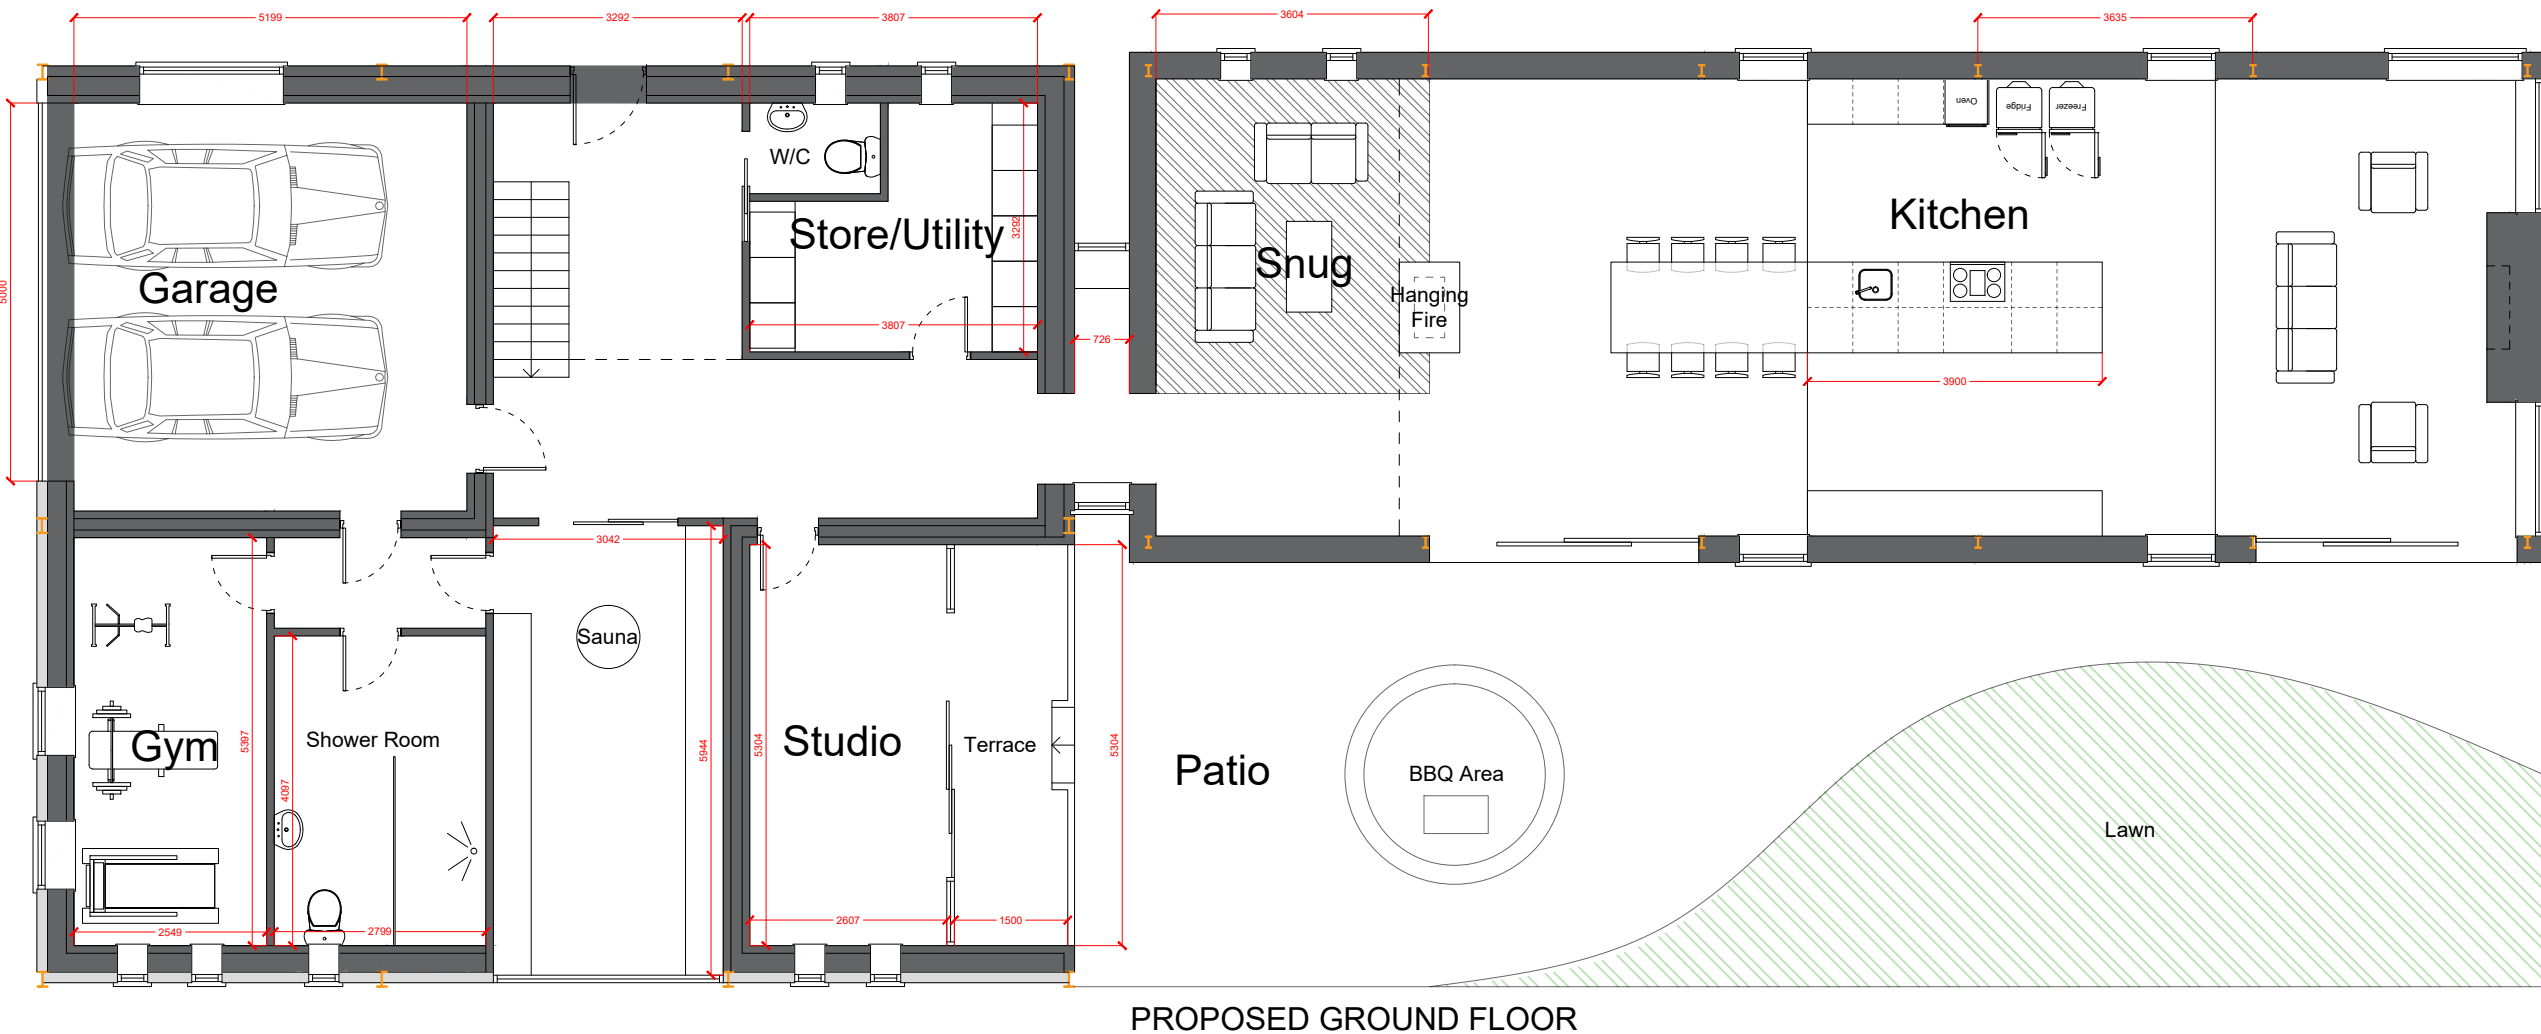 5199
3292
3807
3604
3635
Oven
Fridge
Freezer
W/C
Kitchen
Store/Utility
3292
Snug
Garage
5000
Hanging
Fire
3807
726
3900
3042
Sauna
Gym
5397
Shower Room
4097
5944
5304
Studio
Terrace
5304
Patio
BBQ Area
Lawn
2549
2799
2607
1500
PROPOSED GROUND FLOOR